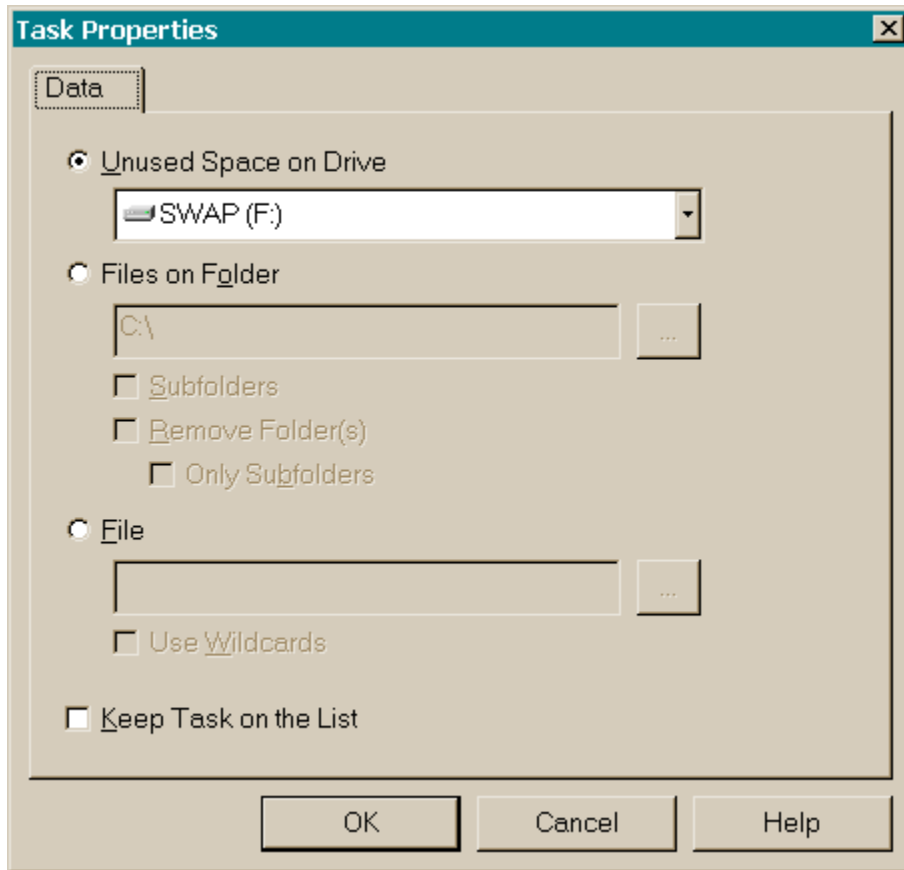 Task Properties
Data
Unused Space on Drive
SWAP (F:)
Files on Folder
C:\
...
Subfolders
Remove Folder(s)
Only Subfolders
File
...
Use Wildcards
Keep Task on the List
OK Cancel Help